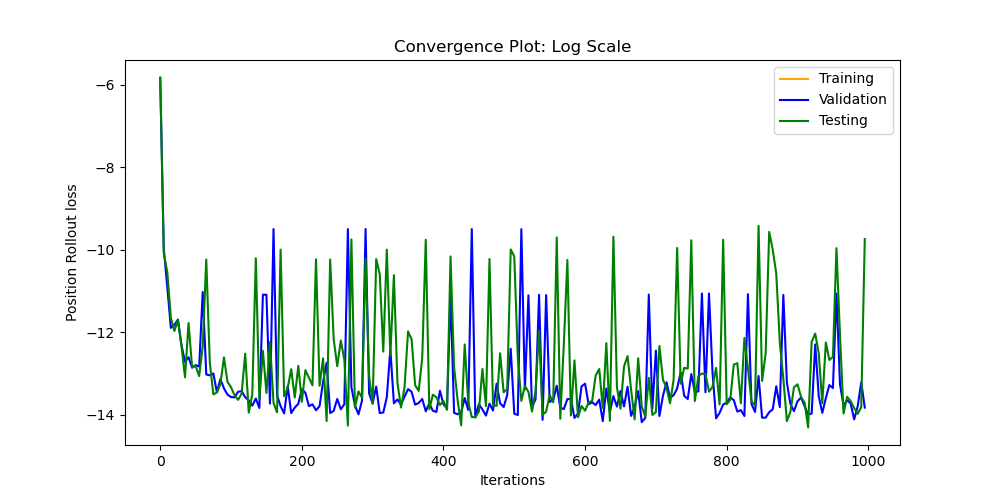 Convergence Plot: Log Scale
Training
Validation
Testing
Position Rollout loss
−6
−8
−10
−12
−14
0
200
400
600
800
1000
Iterations